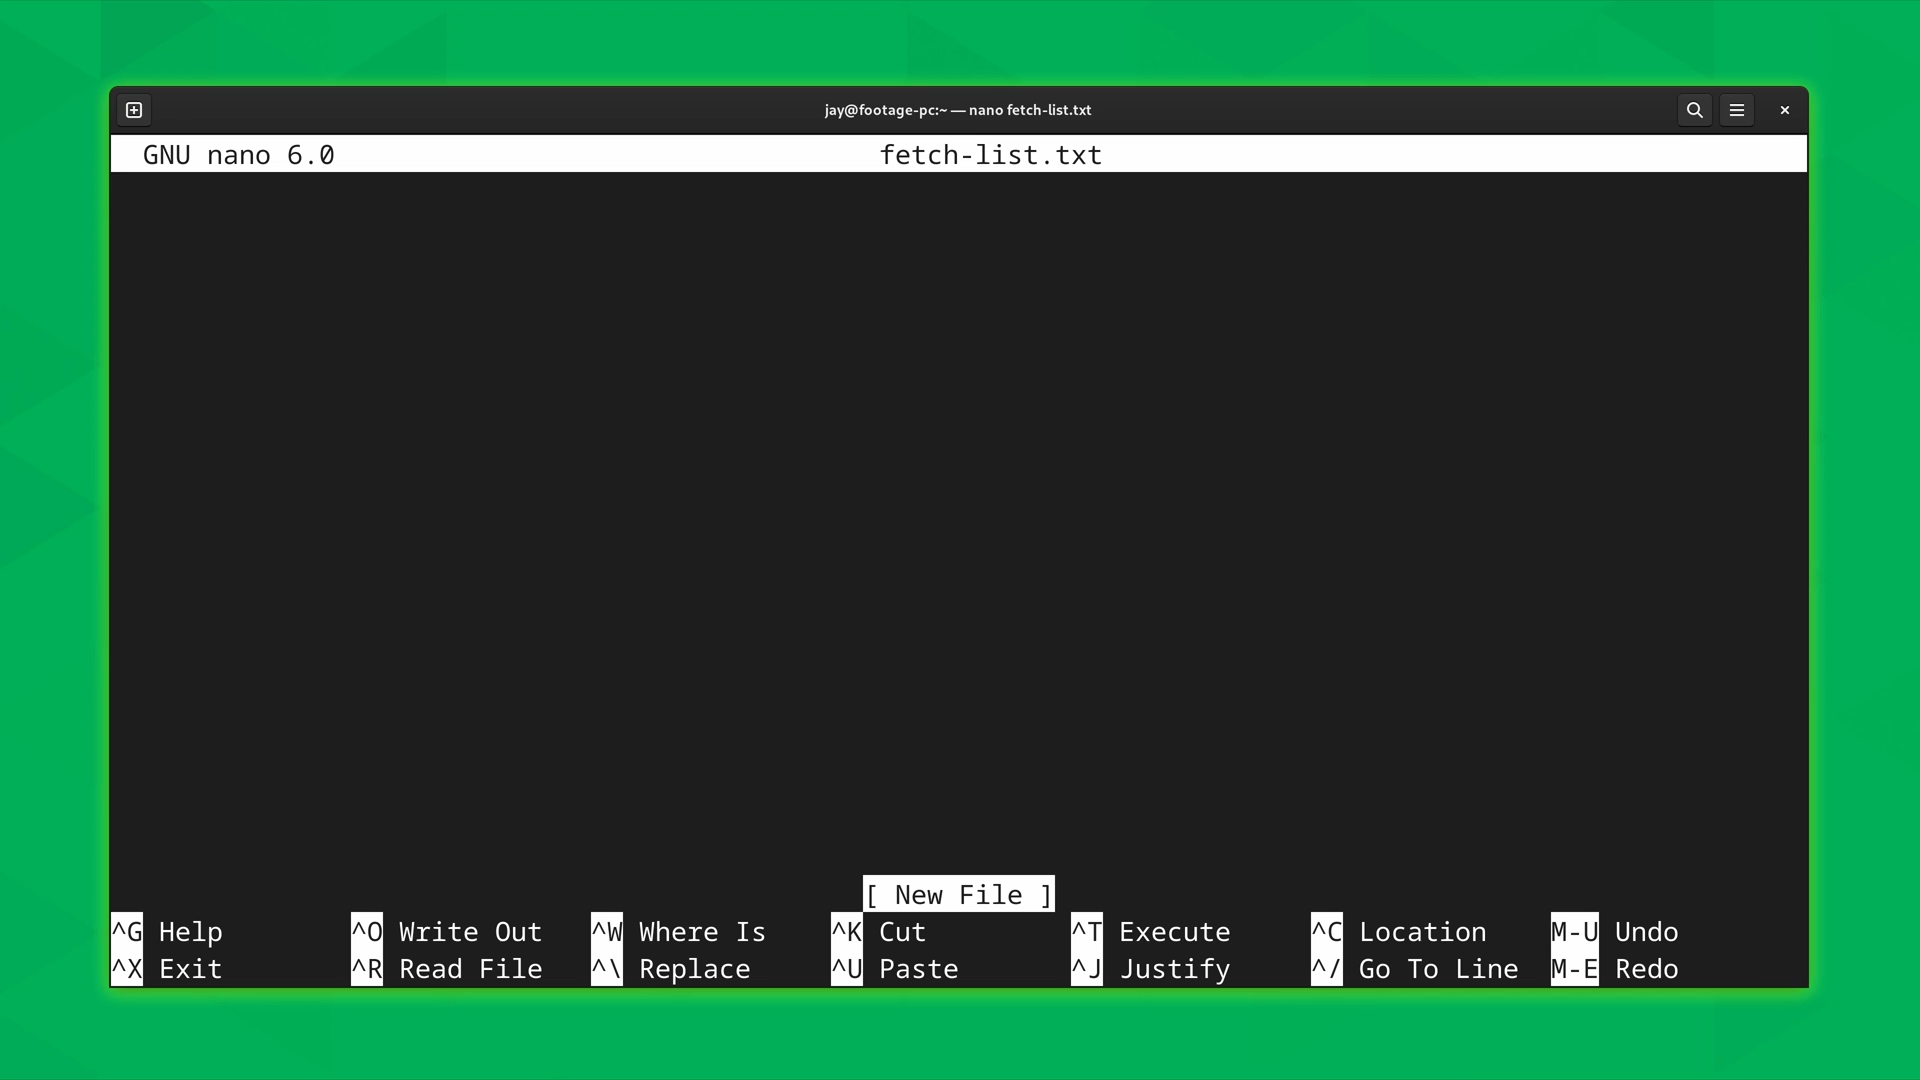 jay@footage-pc:~ — nano fetch-list.txt
GNU nano 6.0 fetch-list.txt
[ New File ]
^G Help ^O Write Out ^W Where Is ^K Cut ^T Execute ^C Location M-U Undo
^X Exit ^R Read File ^\ Replace ^U Paste ^J Justify ^/ Go To Line M-E Redo